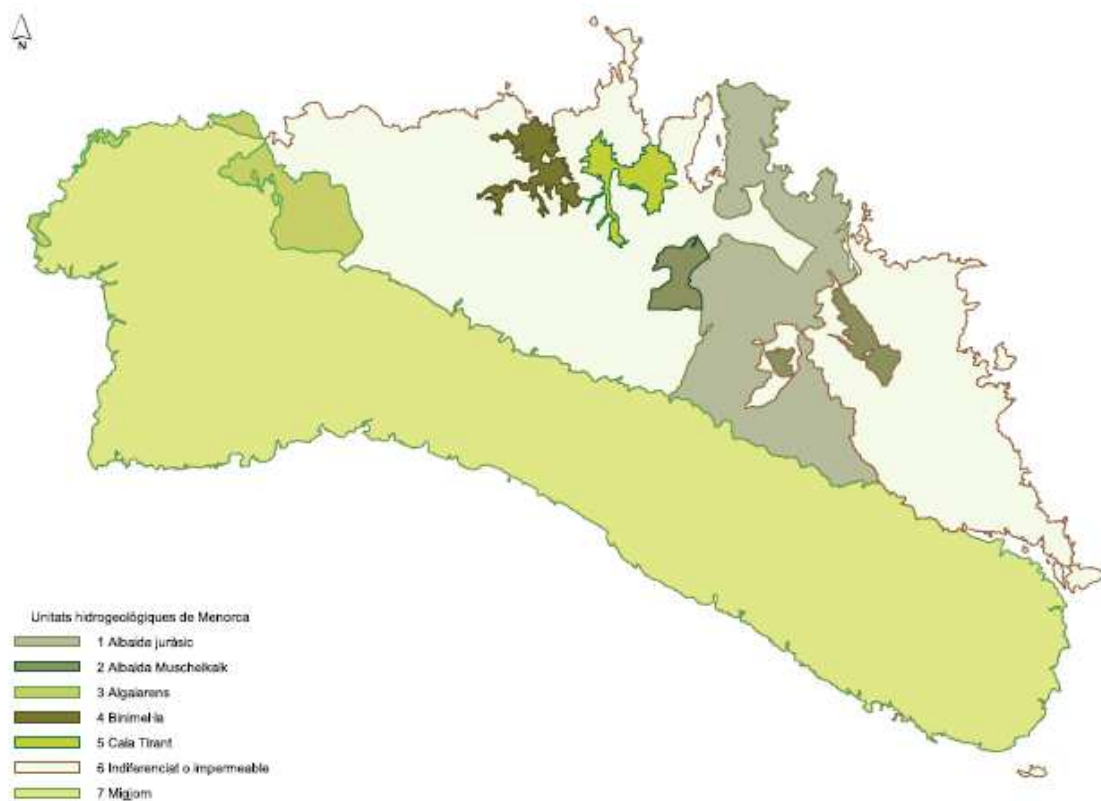 N
Unitats hidrogeològiques de Menorca
1 Albaida juràsic
2 Albaida Muschelkalk
3 Algaiarens
4 Binimel·la
5 Cala Tirant
6 Indiferenciat o impermeable
7 Migjorn